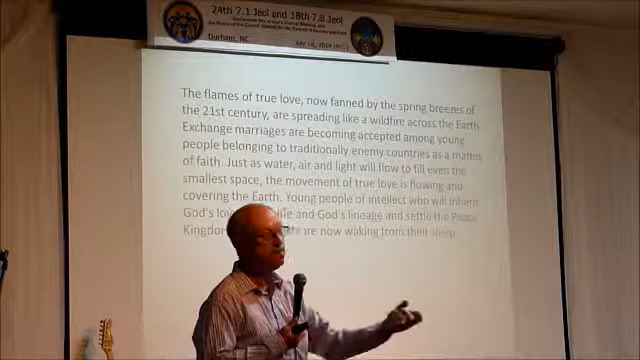 24th 7.1 Jeol and 18th 7.8 Jeol
Durham, NC
July 1st, 2014
The flames of true love, now fanned by the spring breezes of
the 21st century, are spreading like a wildfire across the Earth
Exchange marriages are becoming accepted among young
people belonging to traditionally enemy countries as a matter
of faith. Just as water, air and light will flow to fill even the
smallest space, the movement of true love is flowing and
covering the Earth. Young people of intellect who will inherit
God's life and God's lineage and settle the Peace
are now waking from their sleep